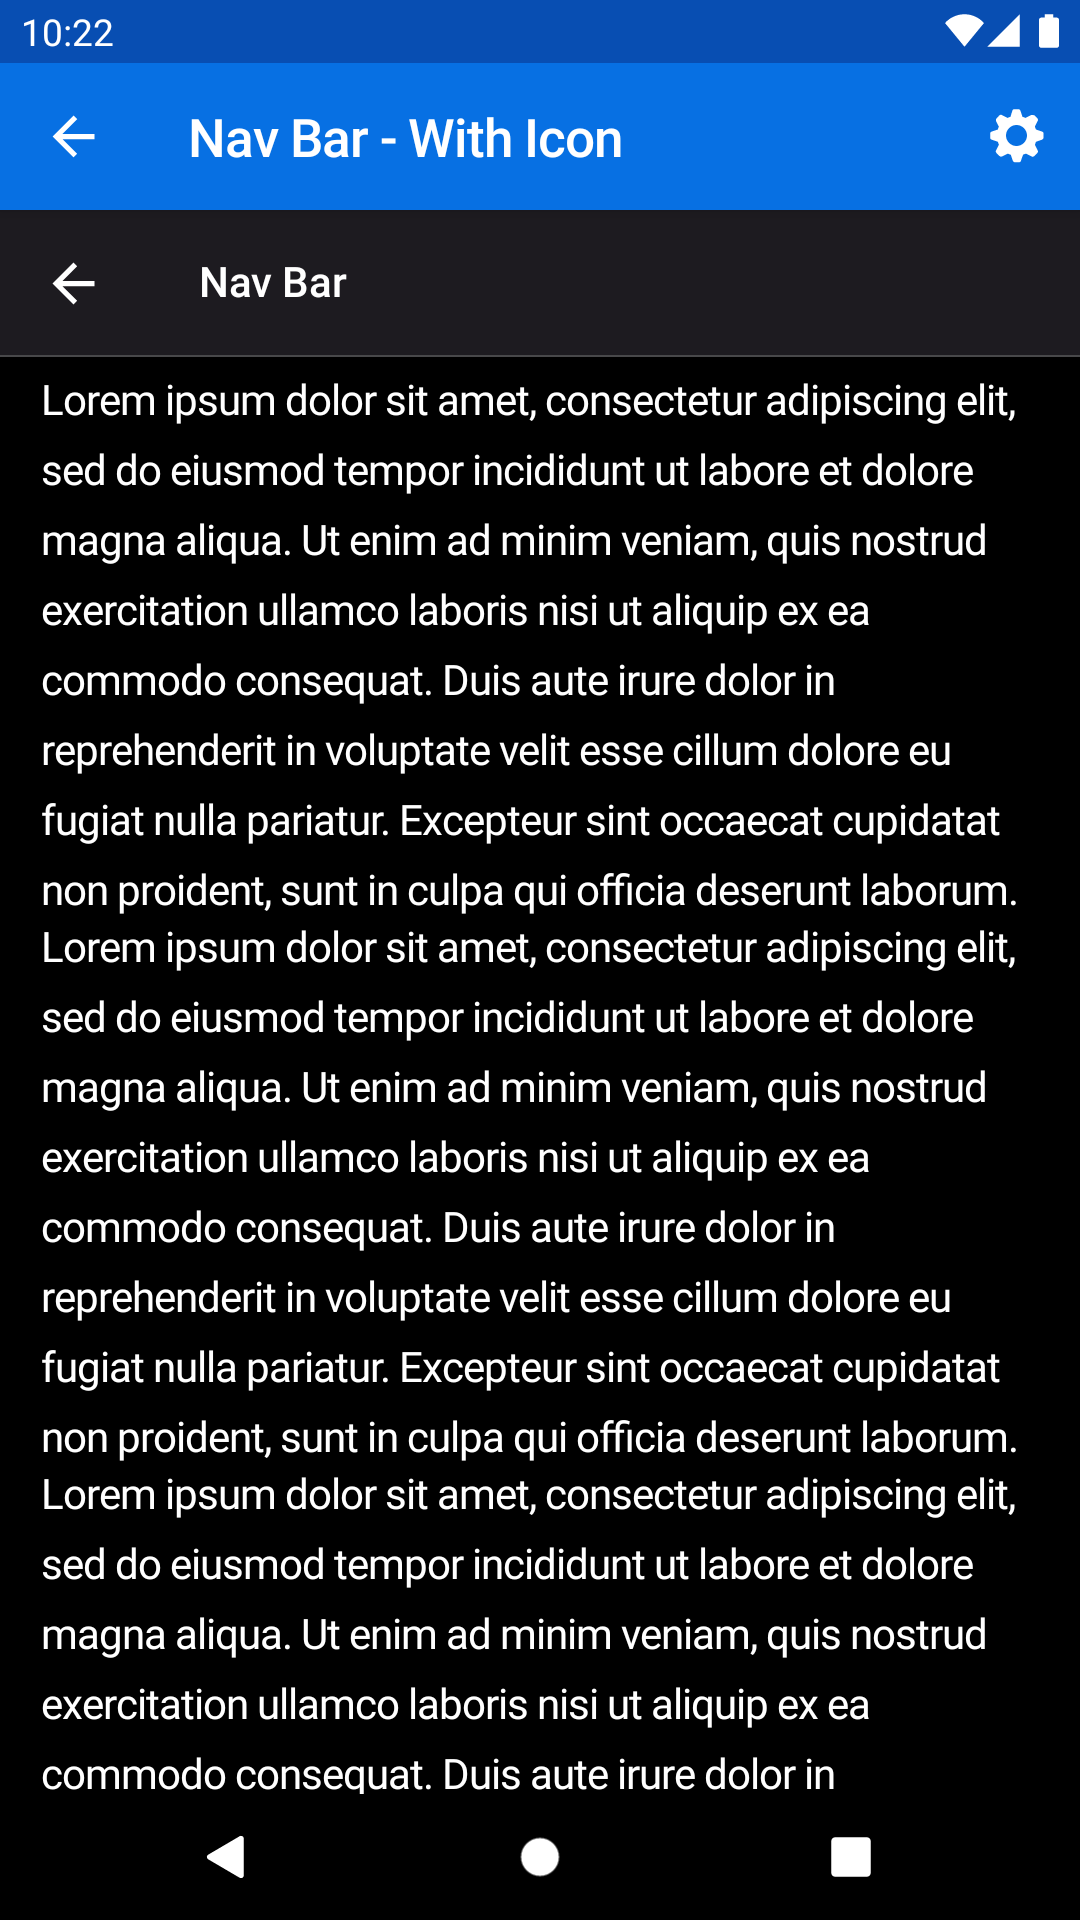 10:22
Nav Bar - With Icon
Nav Bar
Lorem ipsum dolor sit amet, consectetur adipiscing elit,
sed do eiusmod tempor incididunt ut labore et dolore
magna aliqua. Ut enim ad minim veniam, quis nostrud
exercitation ullamco laboris nisi ut aliquip ex ea
commodo consequat. Duis aute irure dolor in
reprehenderit in voluptate velit esse cillum dolore eu
fugiat nulla pariatur. Excepteur sint occaecat cupidatat
non proident, sunt in culpa qui officia deserunt laborum.
Lorem ipsum dolor sit amet, consectetur adipiscing elit,
sed do eiusmod tempor incididunt ut labore et dolore
magna aliqua. Ut enim ad minim veniam, quis nostrud
exercitation ullamco laboris nisi ut aliquip ex ea
commodo consequat. Duis aute irure dolor in
reprehenderit in voluptate velit esse cillum dolore eu
fugiat nulla pariatur. Excepteur sint occaecat cupidatat
non proident, sunt in culpa qui officia deserunt laborum.
Lorem ipsum dolor sit amet, consectetur adipiscing elit,
sed do eiusmod tempor incididunt ut labore et dolore
magna aliqua. Ut enim ad minim veniam, quis nostrud
exercitation ullamco laboris nisi ut aliquip ex ea
commodo consequat. Duis aute irure dolor in